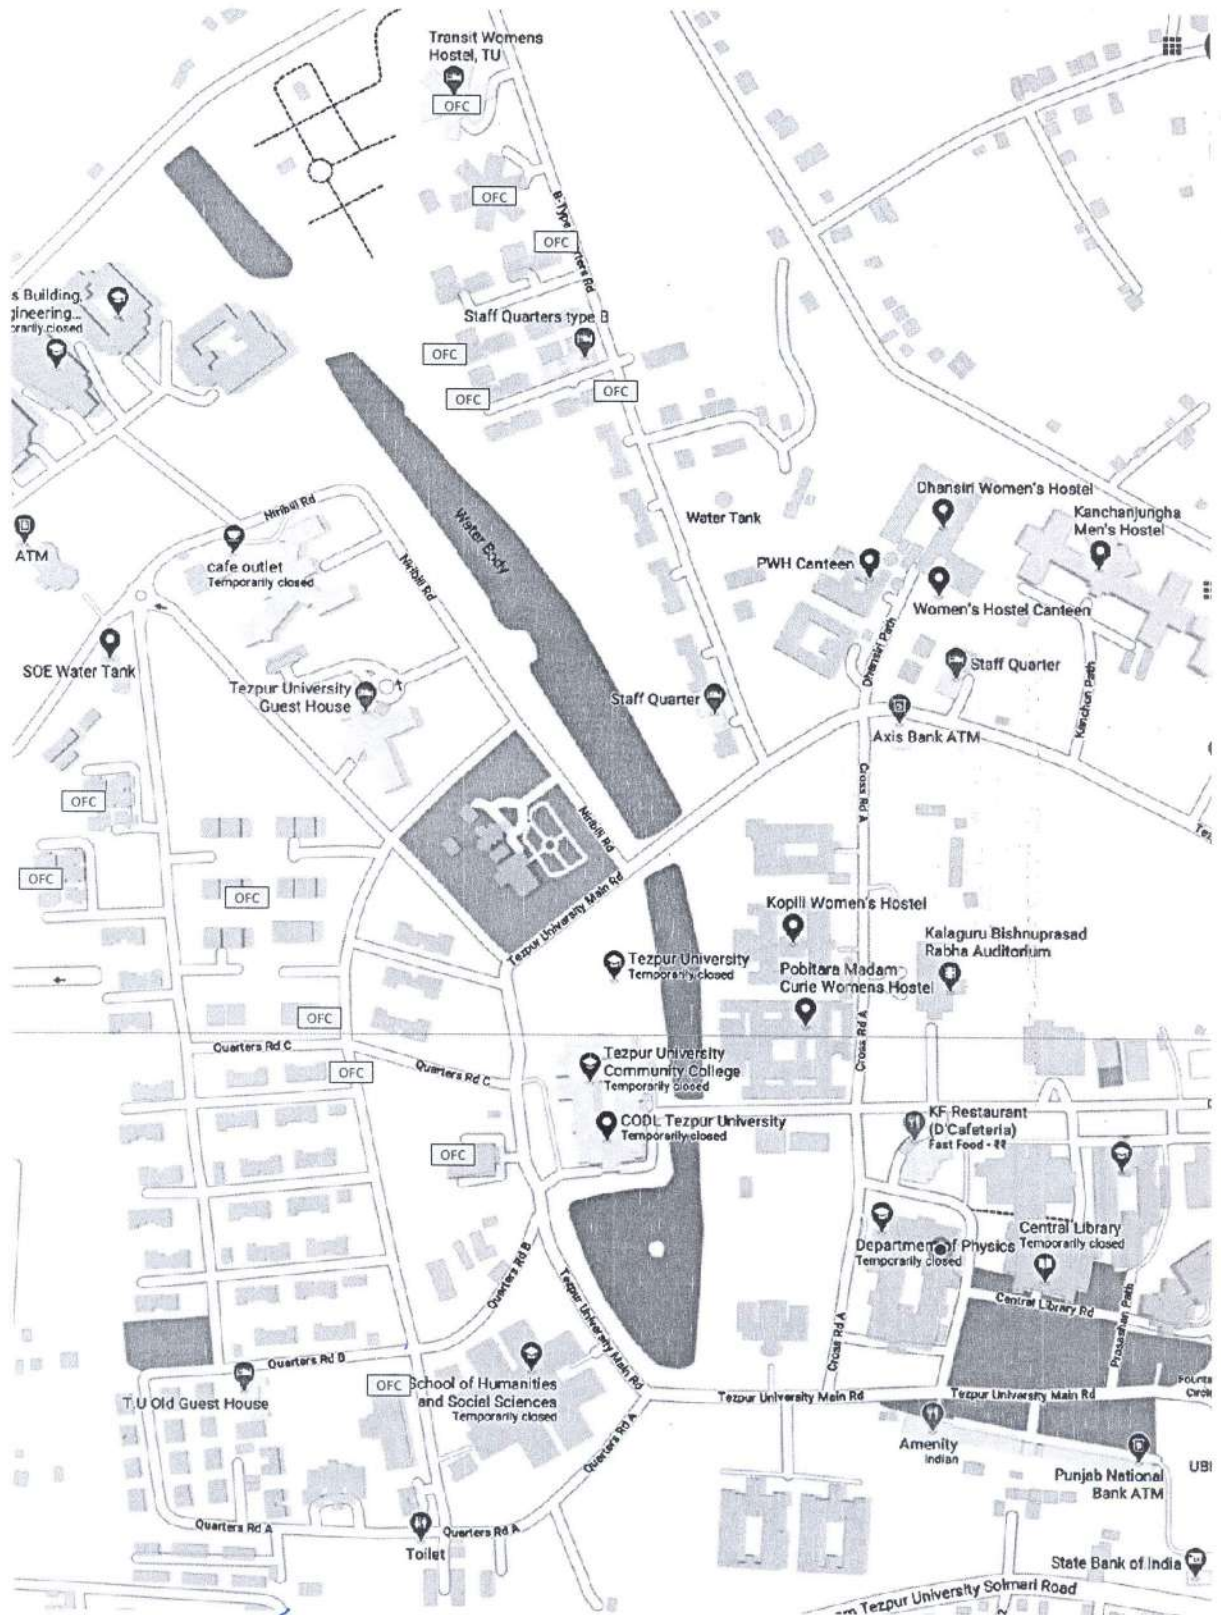 Transit Womens
Hostel, TU
OFC
OFC
B-Type
OFC
rters Rd
s Building,
gineering...
orarily closed
Staff Quarters type B
OFC
OFC
OFC
Niribili Rd
Water Body
Water Tank
Dhansiri Women's Hostel
Kanchanjungha
Men's Hostel
ATM
cafe outlet
Temporarily closed
Niribili Rd
PWH Canteen
Women's Hostel Canteen
SOE Water Tank
Dhansiri Path
Staff Quarter
Tezpur University
Guest House
Staff Quarter
Kanchan Path
Axis Bank ATM
Cross Rd A
OFC
Niribili Rd
Tez
OFC
OFC
Tezpur University Main Rd
Kopili Women's Hostel
Kalaguru Bishnuprasad
Rabha Auditorium
Tezpur University
Temporarily closed
Pobitara Madam
Curie Womens Hostel
OFC
Cross Rd A
Quarters Rd C
Quarters Rd C
OFC
Tezpur University
Community College
Temporarily closed
CODL Tezpur University
Temporarily closed
KF Restaurant
(D'Cafeteria)
Fast Food - ₹₹
OFC
Department of Physics
Temporarily closed
Central Library
Temporarily closed
Quarters Rd B
Tezpur University Main Rd
Central Library Rd
Prosashan Path
Cross Rd A
Quarters Rd B
T.U Old Guest House
OFC
School of Humanities
and Social Sciences
Temporarily closed
Tezpur University Main Rd
Tezpur University Main Rd
Founta
Circle
Quarters Rd A
Amenity
Indian
Punjab National
Bank ATM
UBI
Quarters Rd A
Toilet
Quarters Rd A
State Bank of India
m Tezpur University Solmari Road